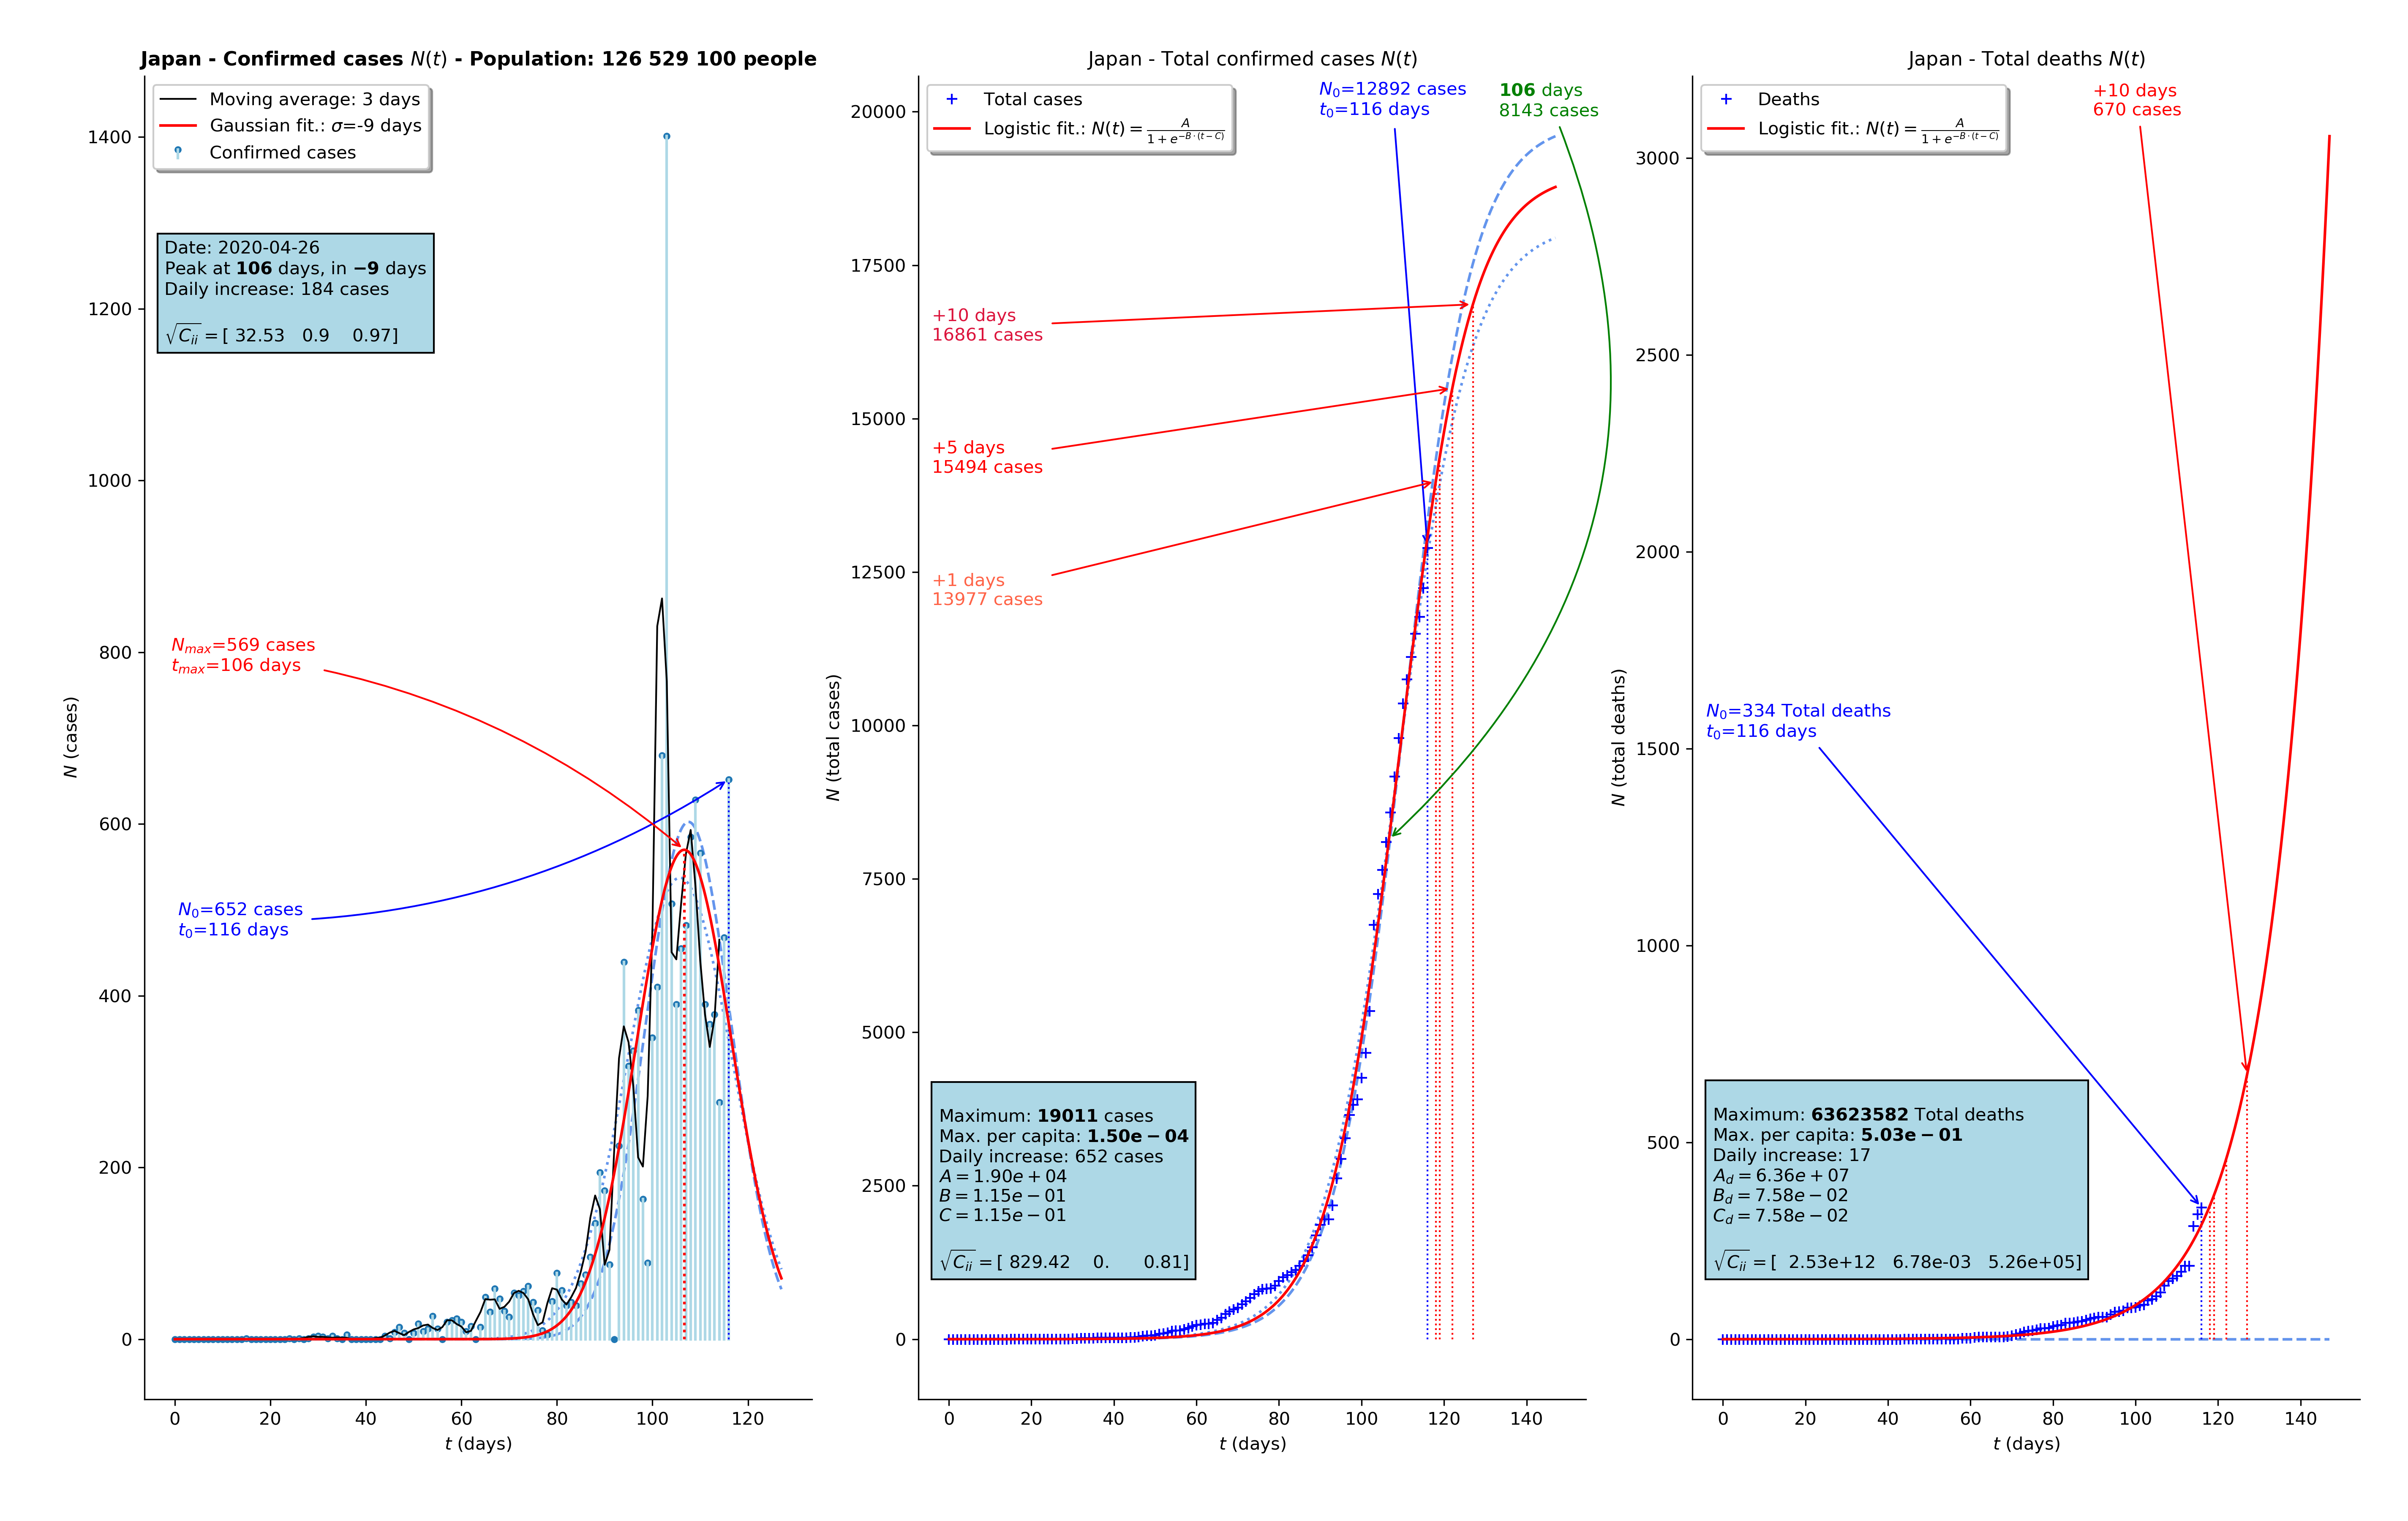 Japan - Confirmed cases N(t) - Population: 126 529 100 people
Moving average: 3 days
Gaussian fit.: σ=-9 days
Confirmed cases
Date: 2020-04-26
Peak at 106 days, in −9 days
Daily increase: 184 cases
√Cii = [ 32.53 0.9 0.97]
Nmax=569 cases
tmax=106 days
N0=652 cases
t0=116 days
1400
1200
1000
800
600
400
200
0
N (cases)
0 20 40 60 80 100 120
t (days)
Japan - Total confirmed cases N(t)
Total cases
Logistic fit.: N(t) = A / (1 + e^(−B·(t−C)))
N0=12892 cases
t0=116 days
106 days
8143 cases
+10 days
16861 cases
+5 days
15494 cases
+1 days
13977 cases
Maximum: 19011 cases
Max. per capita: 1.50e − 04
Daily increase: 652 cases
A = 1.90e + 04
B = 1.15e − 01
C = 1.15e − 01
√Cii = [ 829.42 0. 0.81]
20000
17500
15000
12500
10000
7500
5000
2500
0
N (total cases)
0 20 40 60 80 100 120 140
t (days)
Japan - Total deaths N(t)
Deaths
Logistic fit.: N(t) = A / (1 + e^(−B·(t−C)))
+10 days
670 cases
N0=334 Total deaths
t0=116 days
Maximum: 63623582 Total deaths
Max. per capita: 5.03e − 01
Daily increase: 17
Ad = 6.36e + 07
Bd = 7.58e − 02
Cd = 7.58e − 02
√Cii = [ 2.53e+12 6.78e-03 5.26e+05]
3000
2500
2000
1500
1000
500
0
N (total deaths)
0 20 40 60 80 100 120 140
t (days)